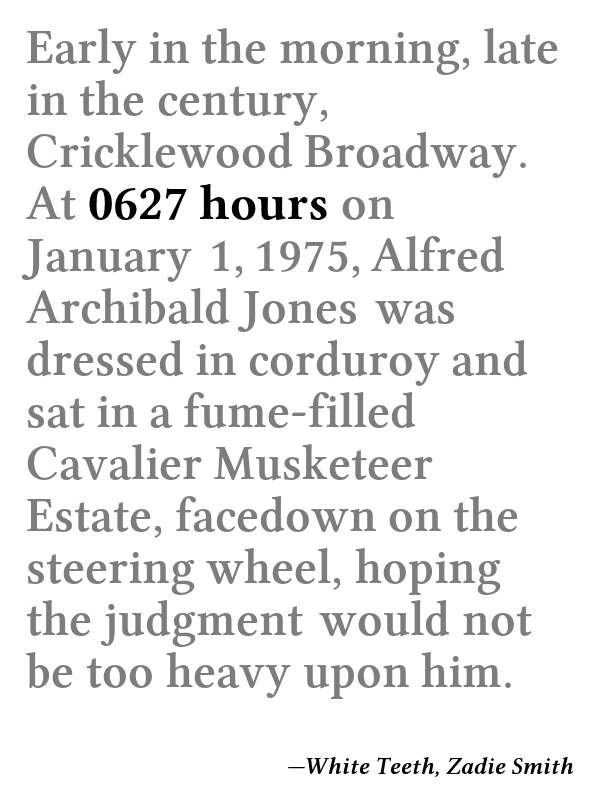 Early in the morning, late
in the century,
Cricklewood Broadway.
At 0627 hours on
January 1, 1975, Alfred
Archibald Jones was
dressed in corduroy and
sat in a fume-filled
Cavalier Musketeer
Estate, facedown on the
steering wheel, hoping
the judgment would not
be too heavy upon him.
—White Teeth, Zadie Smith